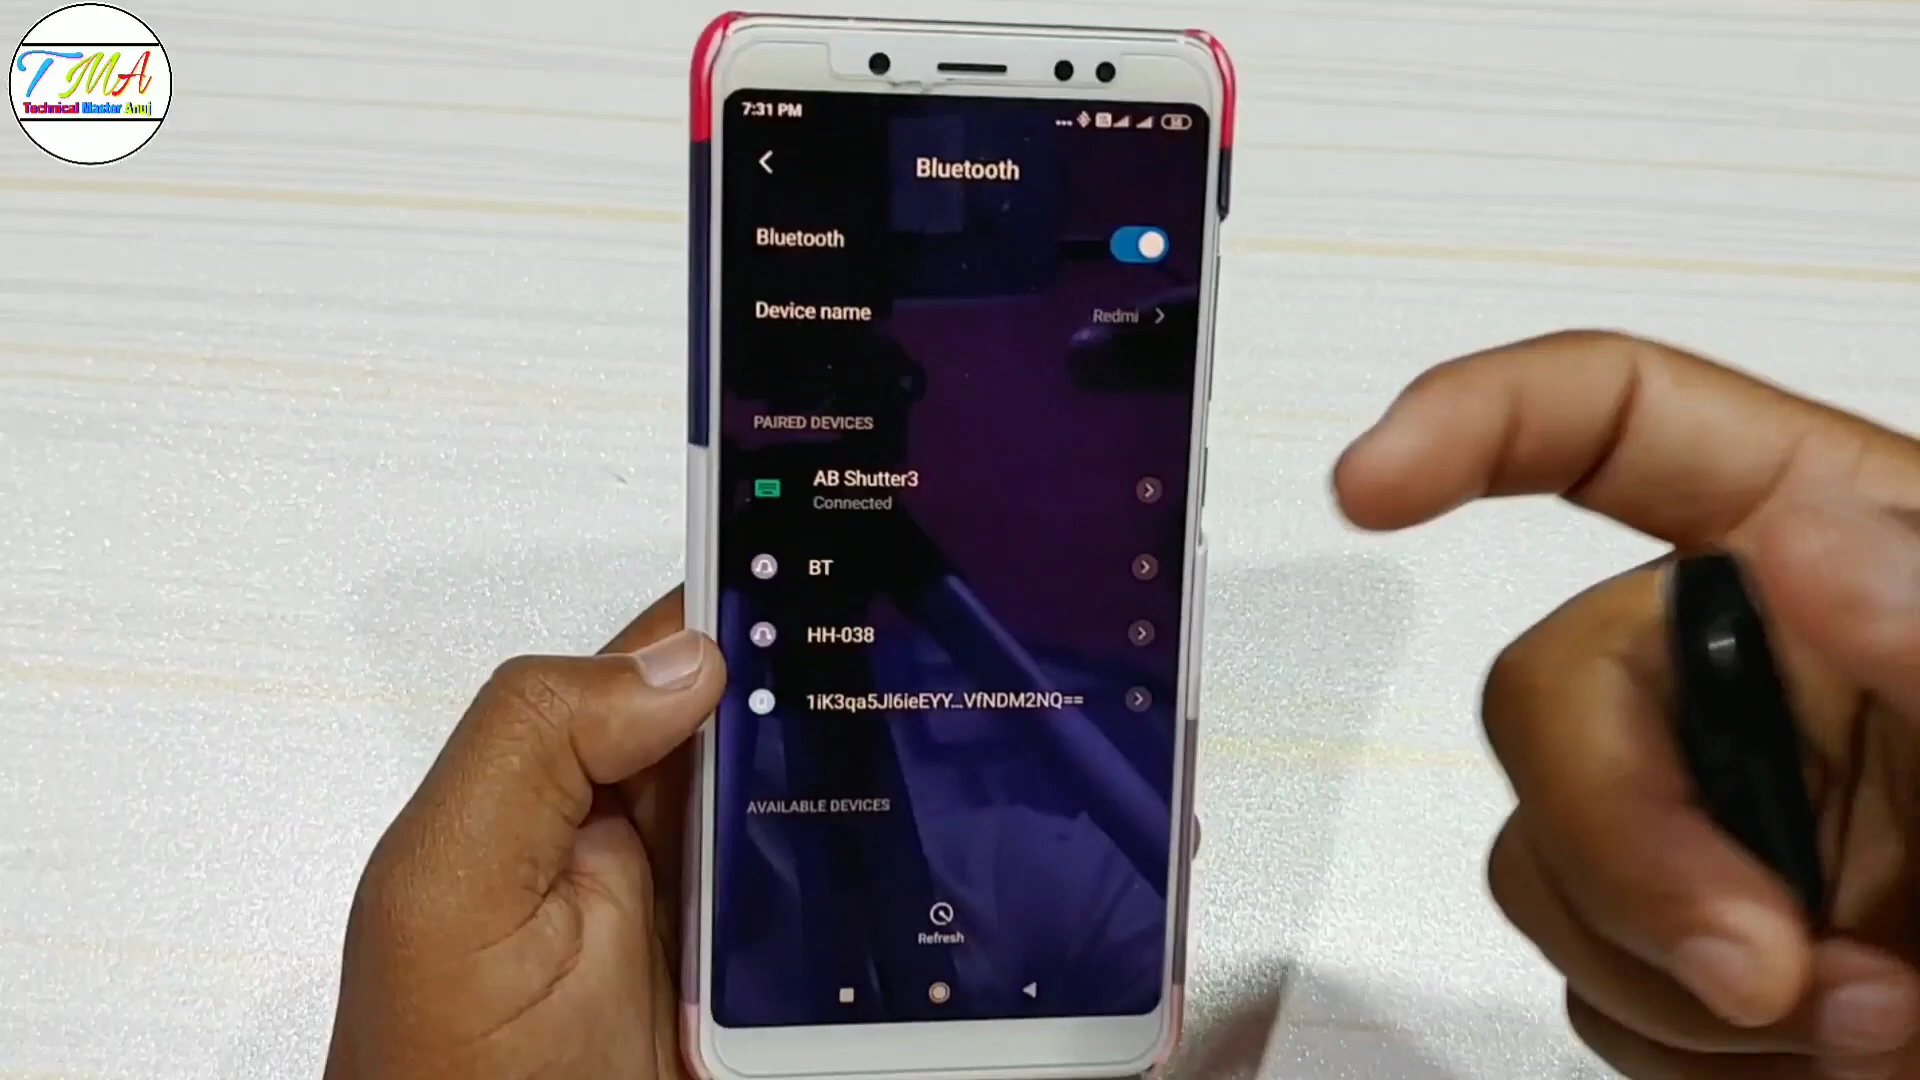 TMA
Technical Master Anuj
7:31 PM
Bluetooth
Bluetooth
Device name
Redmi
PAIRED DEVICES
AB Shutter3
Connected
BT
HH-038
1iK3qa5Jl6ieEYY...VfNDM2NQ==
AVAILABLE DEVICES
Refresh